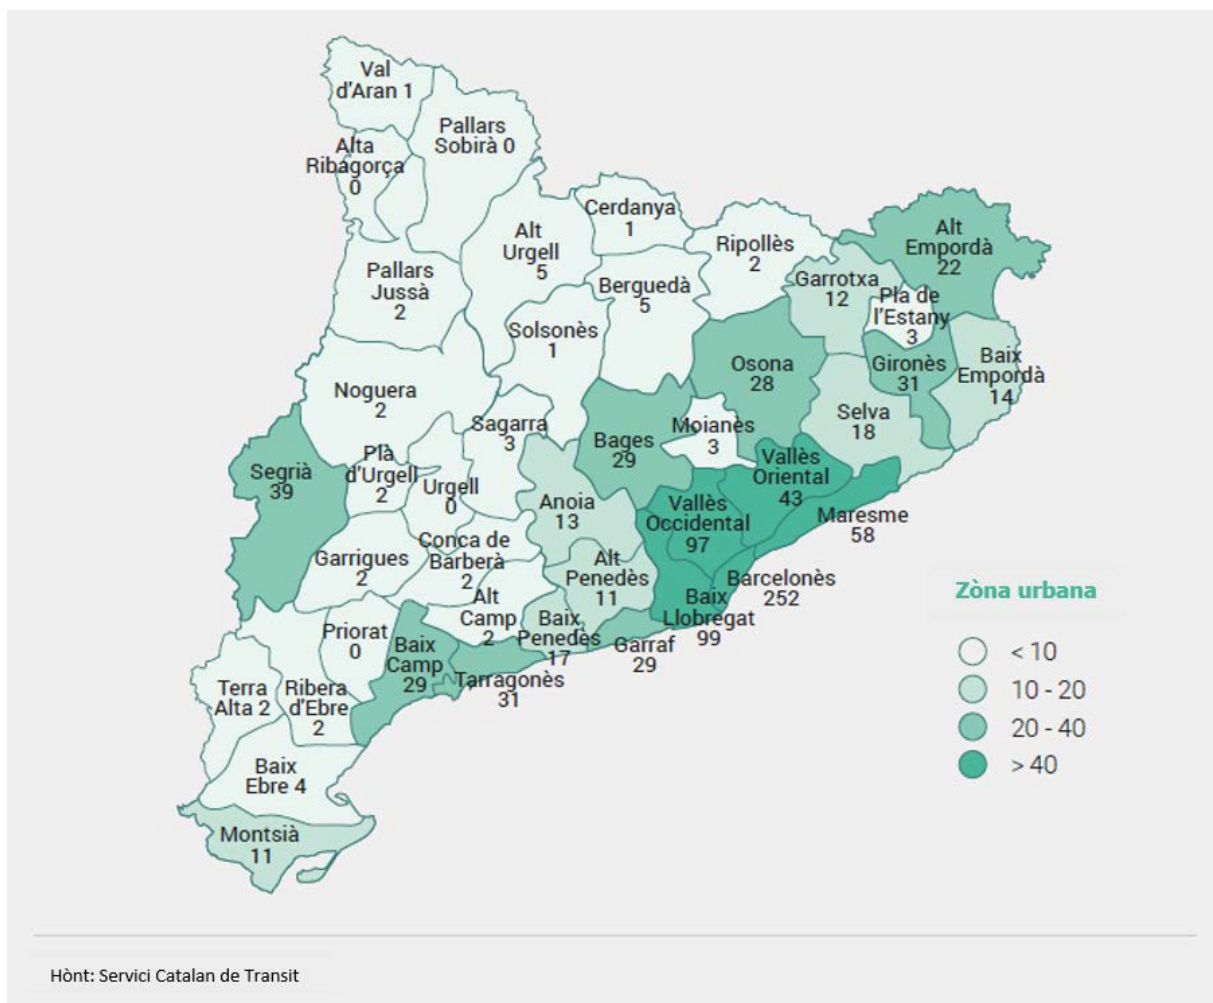 Val
d'Aran 1
Pallars
Sobirà 0
Alta
Ribagorça
0
Cerdanya
1
Alt
Urgell
5
Ripollès
2
Alt
Empordà
22
Pallars
Jussà
2
Berguedà
5
Garrotxa
12
Pla de
l'Estany
3
Solsonès
1
Osona
28
Gironès
31
Baix
Empordà
14
Noguera
2
Sagarra
3
Bages
29
Moianès
3
Selva
18
Segrià
39
Plà
d'Urgell
2
Urgell
0
Anoia
13
Vallès
Oriental
43
Vallès
Occidental
97
Maresme
58
Garrigues
2
Conca de
Barberà
2
Alt
Penedès
11
Barcelonès
252
Baix
Llobregat
99
Alt
Camp
2
Baix
Penedès
17
Garraf
29
Priorat
0
Baix
Camp
29
Tarragonès
31
Terra
Alta 2
Ribera
d'Ebre
2
Baix
Ebre 4
Montsià
11
Zòna urbana
< 10
10 - 20
20 - 40
> 40
Hònt: Servici Catalan de Transit